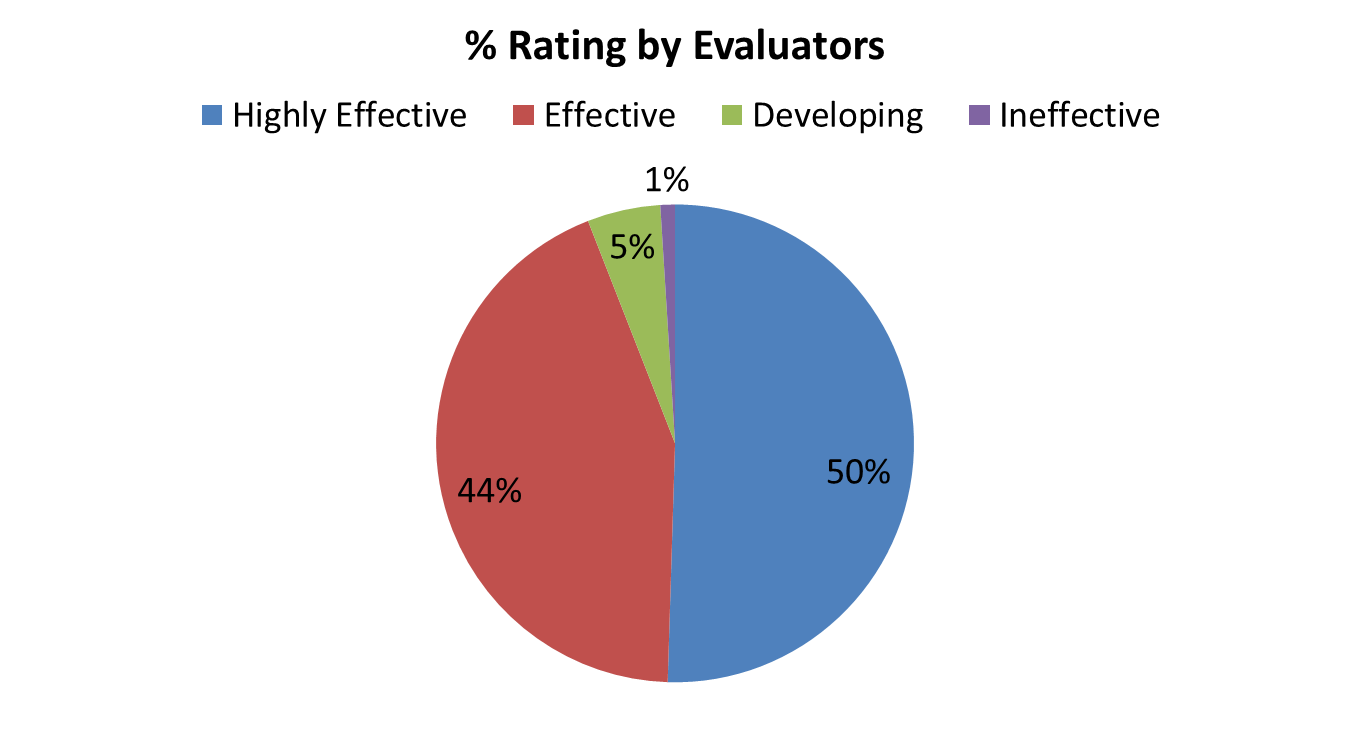 % Rating by Evaluators
Highly Effective Effective Developing Ineffective
1%
5%
50%
44%